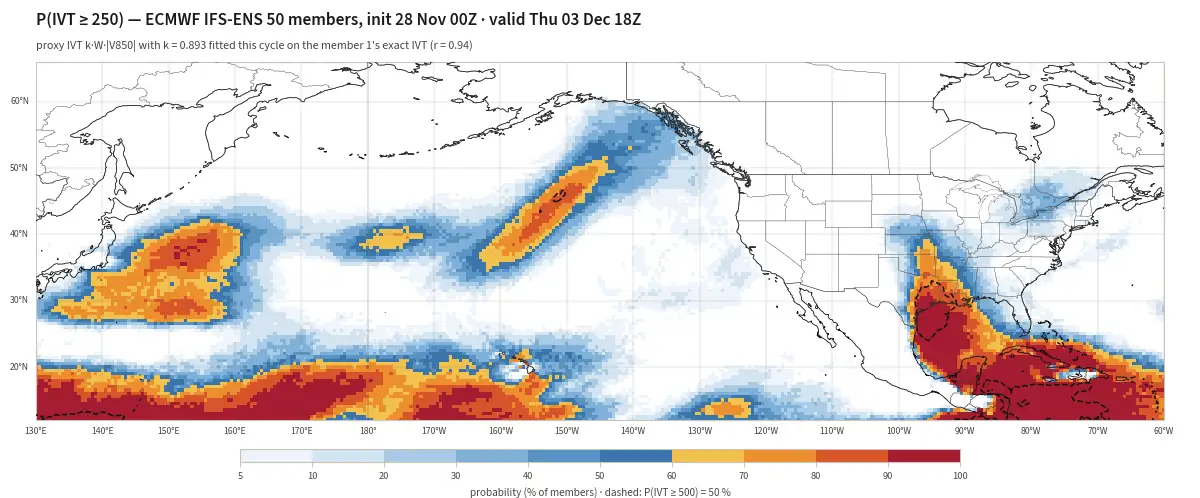 P(IVT ≥ 250) — ECMWF IFS-ENS 50 members, init 28 Nov 00Z · valid Thu 03 Dec 18Z
proxy IVT k·W·|V850| with k = 0.893 fitted this cycle on the member 1's exact IVT (r = 0.94)
60°N
50°N
40°N
30°N
20°N
130°E 140°E 150°E 160°E 170°E 180° 170°W 160°W 150°W 140°W 130°W 120°W 110°W 100°W 90°W 80°W 70°W 60°W
5 10 20 30 40 50 60 70 80 90 100
probability (% of members) · dashed: P(IVT ≥ 500) = 50 %